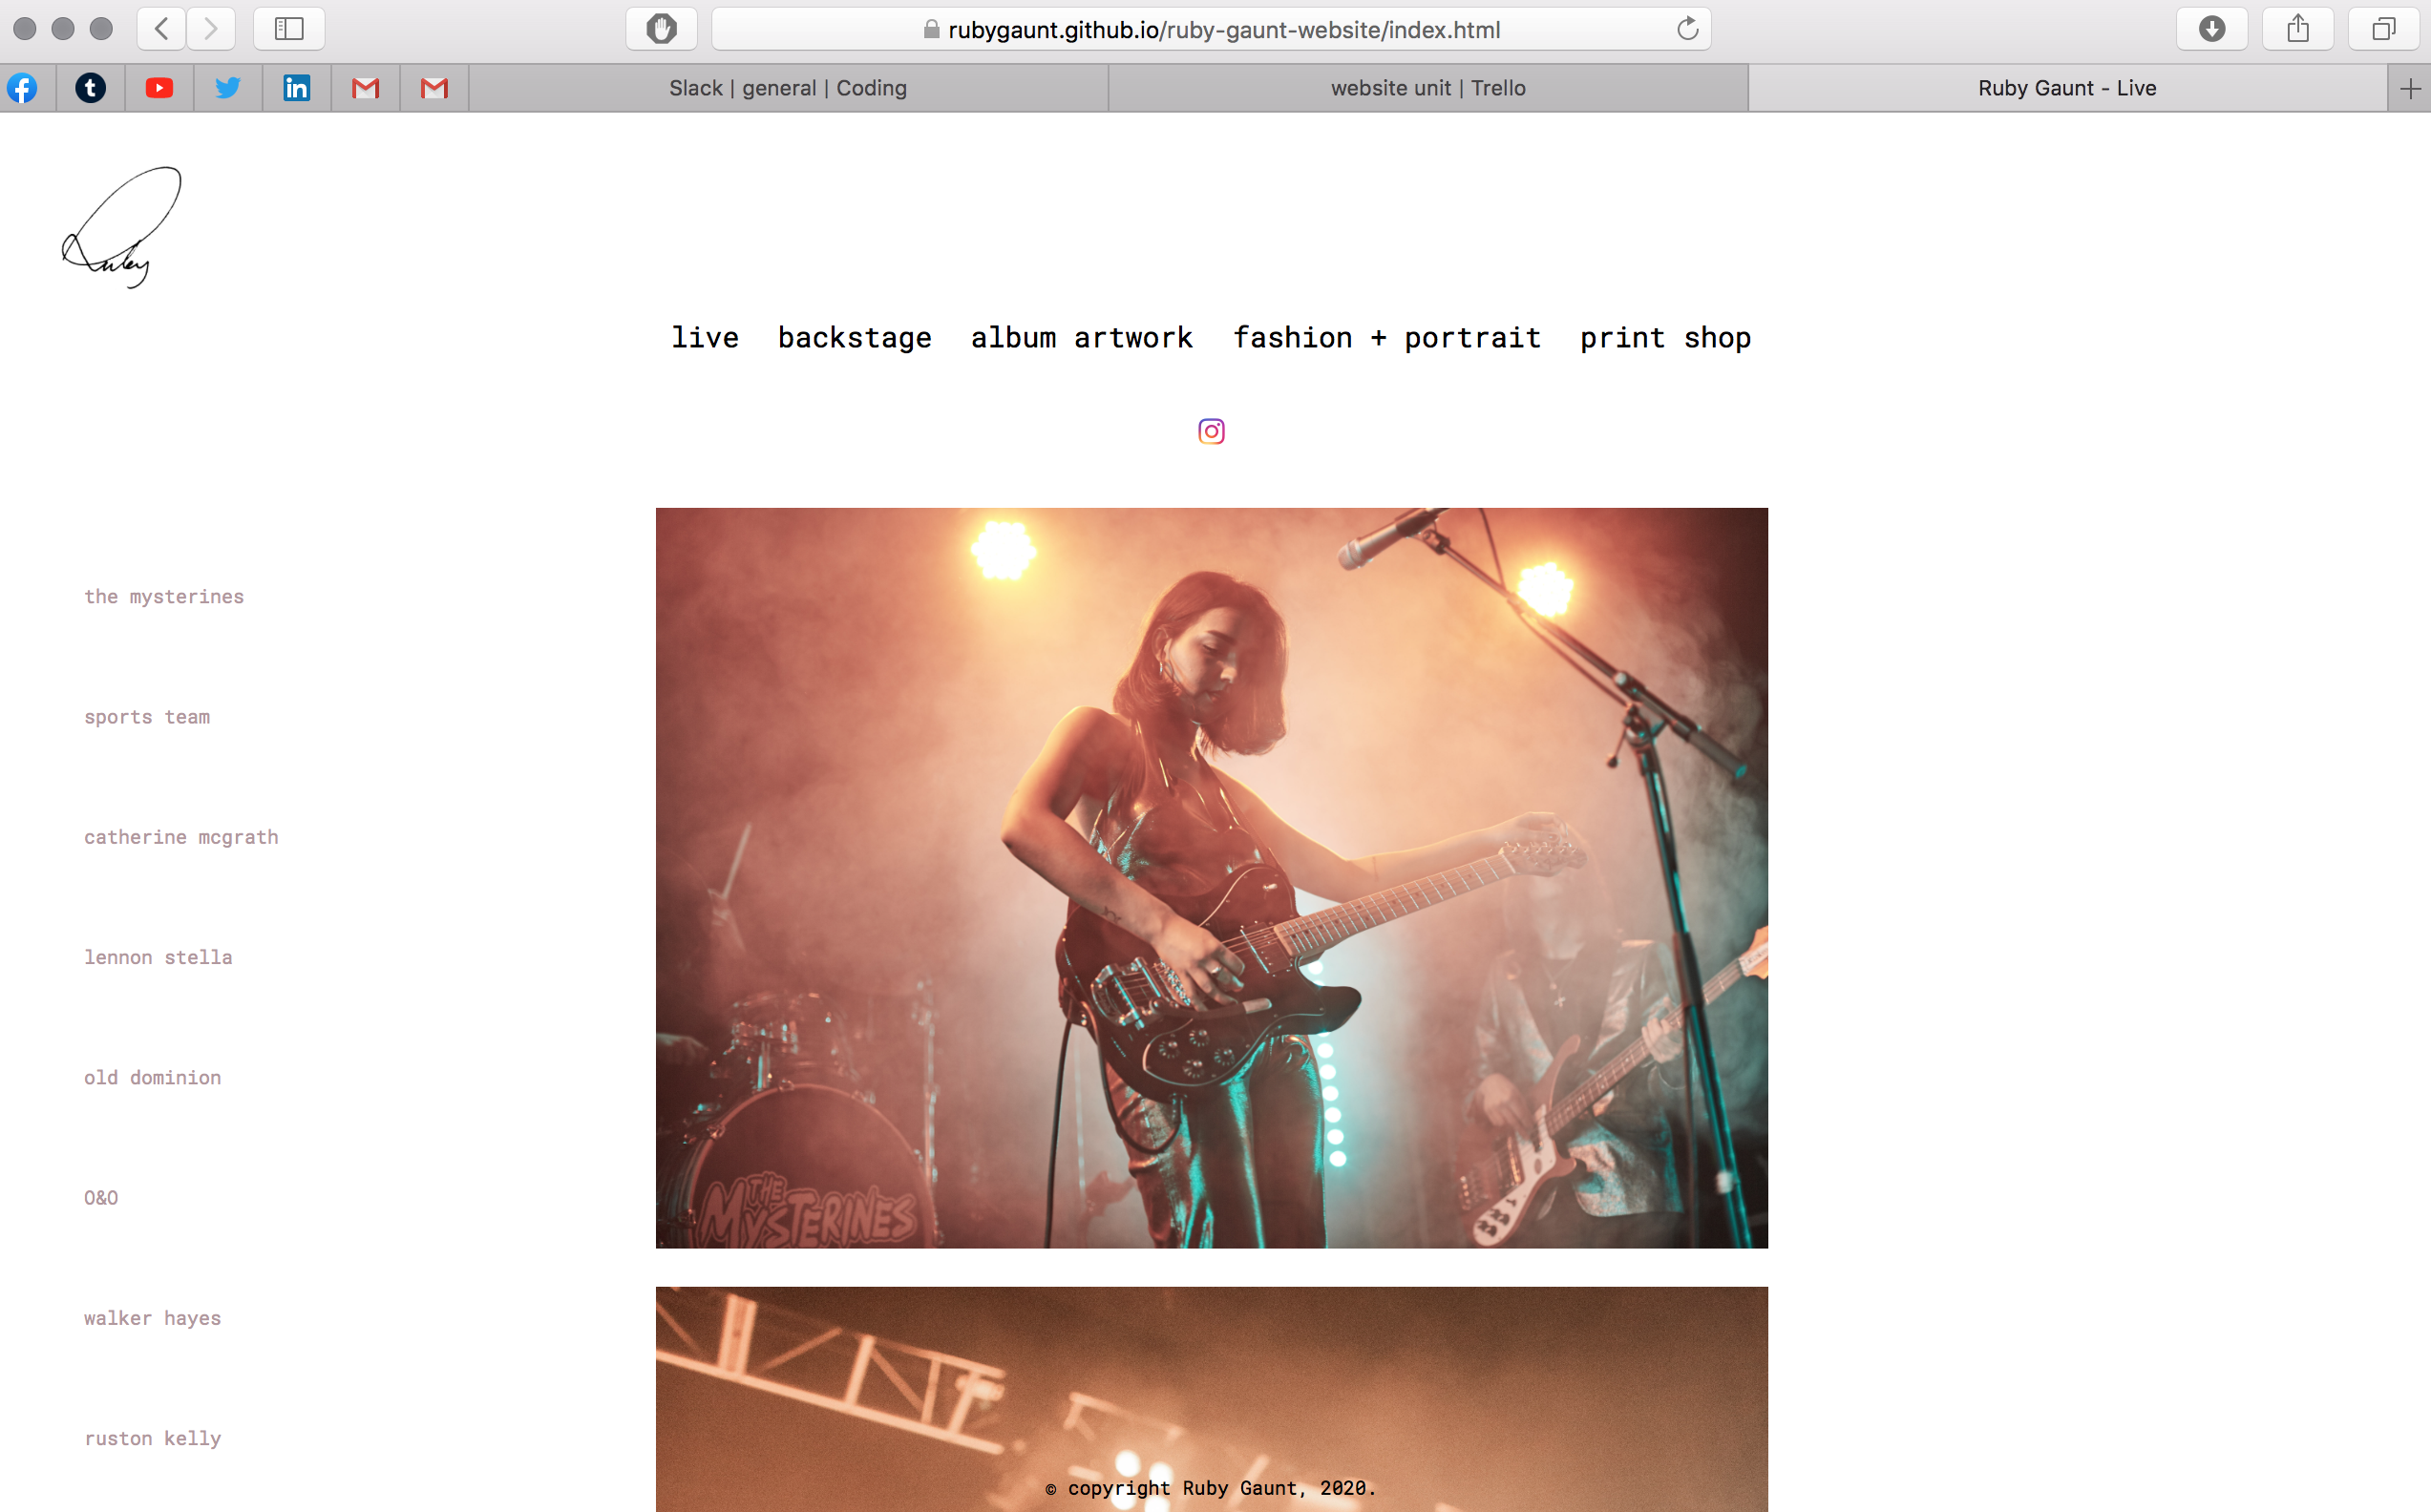 rubygaunt.github.io/ruby-gaunt-website/index.html
Slack | general | Coding
website unit | Trello
Ruby Gaunt - Live
Ruby
live backstage album artwork fashion + portrait print shop
the mysterines
sports team
catherine mcgrath
lennon stella
old dominion
O&O
walker hayes
ruston kelly
THE
MYSTERINES
© copyright Ruby Gaunt, 2020.